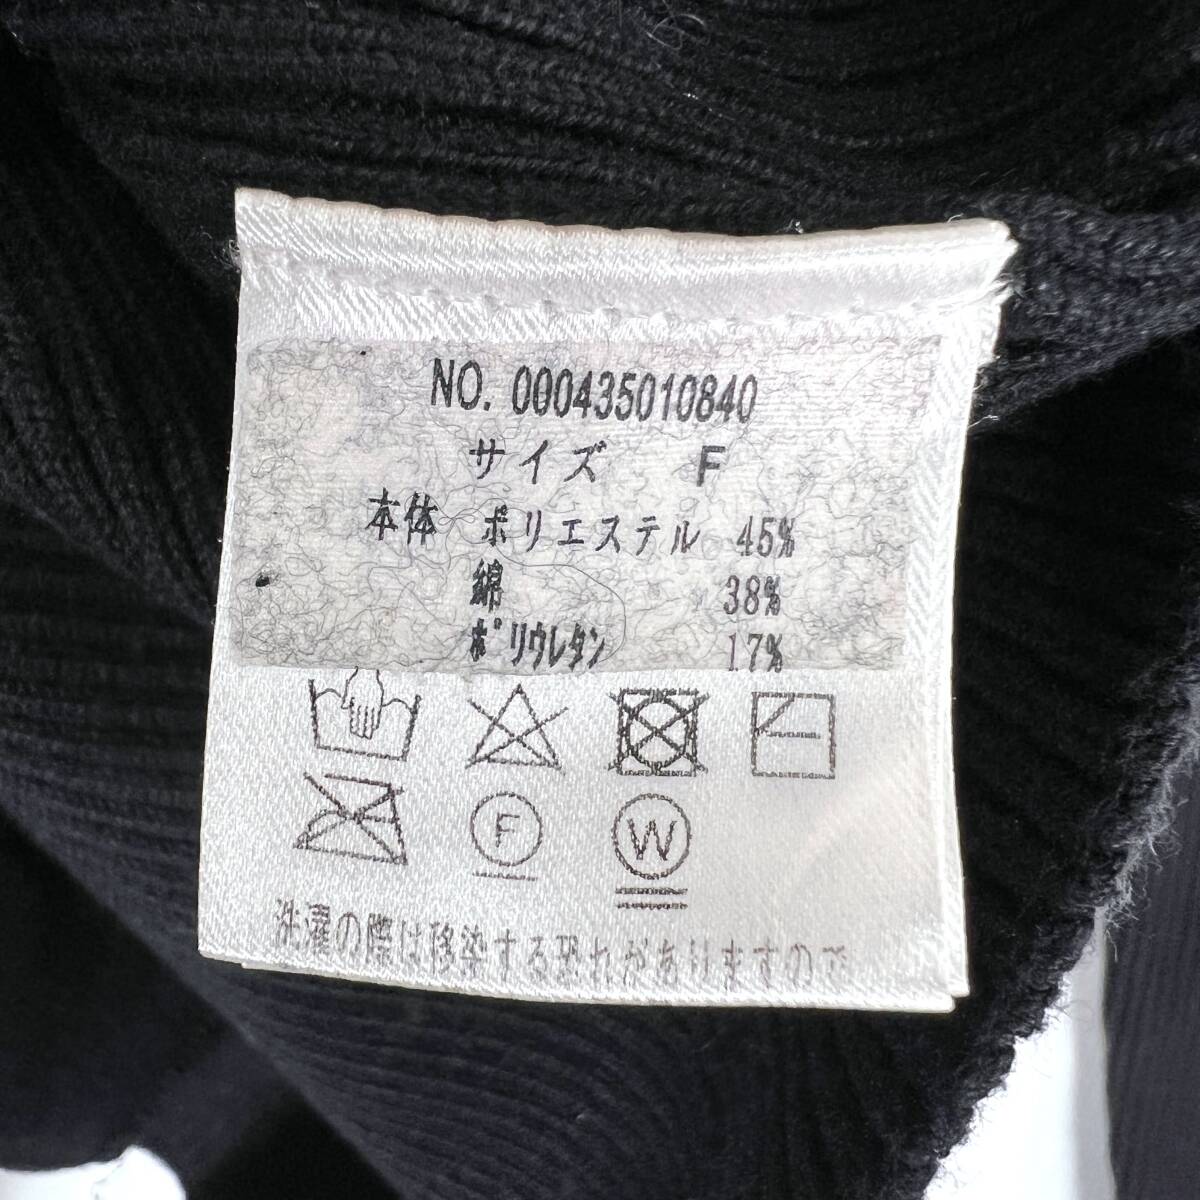 NO. 000435010840
サイズ F
本体 ポリエステル 45%
綿 38%
ポリウレタン 17%
F W
洗濯の際は移染する恐れがありますので